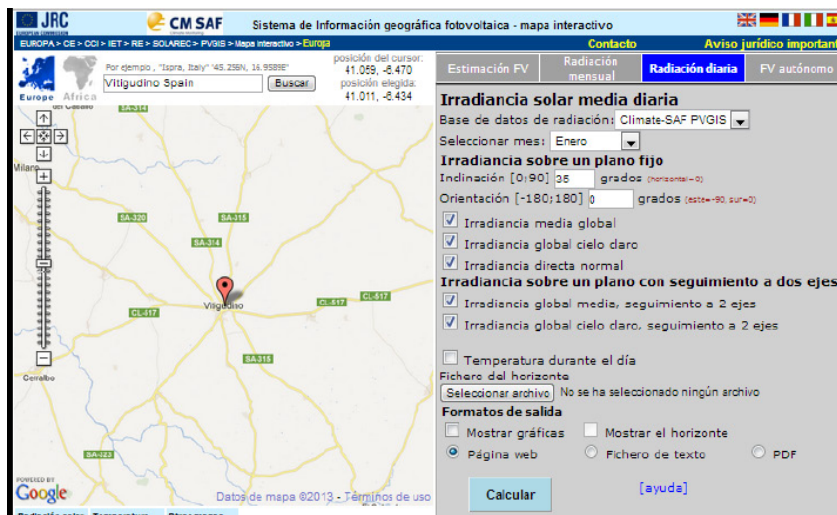 JRC
EUROPEAN COMMISSION
CM SAF
Sistema de Información geográfica fotovoltaica - mapa interactivo
EUROPA > CE > CCI > IET > RE > SOLAREC > PVGIS > Mapa interactivo > Europa
Contacto
Aviso jurídico important
Europe
Africa
Por ejemplo , "Ispra, Italy" "45.256N, 16.9589E"
Vitigudino Spain
Buscar
posición del cursor:
41.059, -6.470
posición elegida:
41.011, -6.434
Estimación FV
Radiación mensual
Radiación diaria
FV autónomo
SA-314
Milano
SA-320
SA-315
SA-314
Vitigudino
CL-517
CL-517
CL-517
SA-315
Cerralbo
SA-323
POWERED BY
Google
Datos de mapa ©2013 - Términos de uso
Irradiancia solar media diaria
Base de datos de radiación: Climate-SAF PVGIS
Seleccionar mes: Enero
Irradiancia sobre un plano fijo
Inclinación [0;90] 35 grados (horizontal=0)
Orientación [-180;180] 0 grados (este=-90, sur=0)
Irradiancia media global
Irradiancia global cielo claro
Irradiancia directa normal
Irradiancia sobre un plano con seguimiento a dos ejes
Irradiancia global media, seguimiento a 2 ejes
Irradiancia global cielo claro, seguimiento a 2 ejes
Temperatura durante el día
Fichero del horizonte
Seleccionar archivo No se ha seleccionado ningún archivo
Formatos de salida
Mostrar gráficas Mostrar el horizonte
Página web Fichero de texto PDF
Calcular
[ayuda]